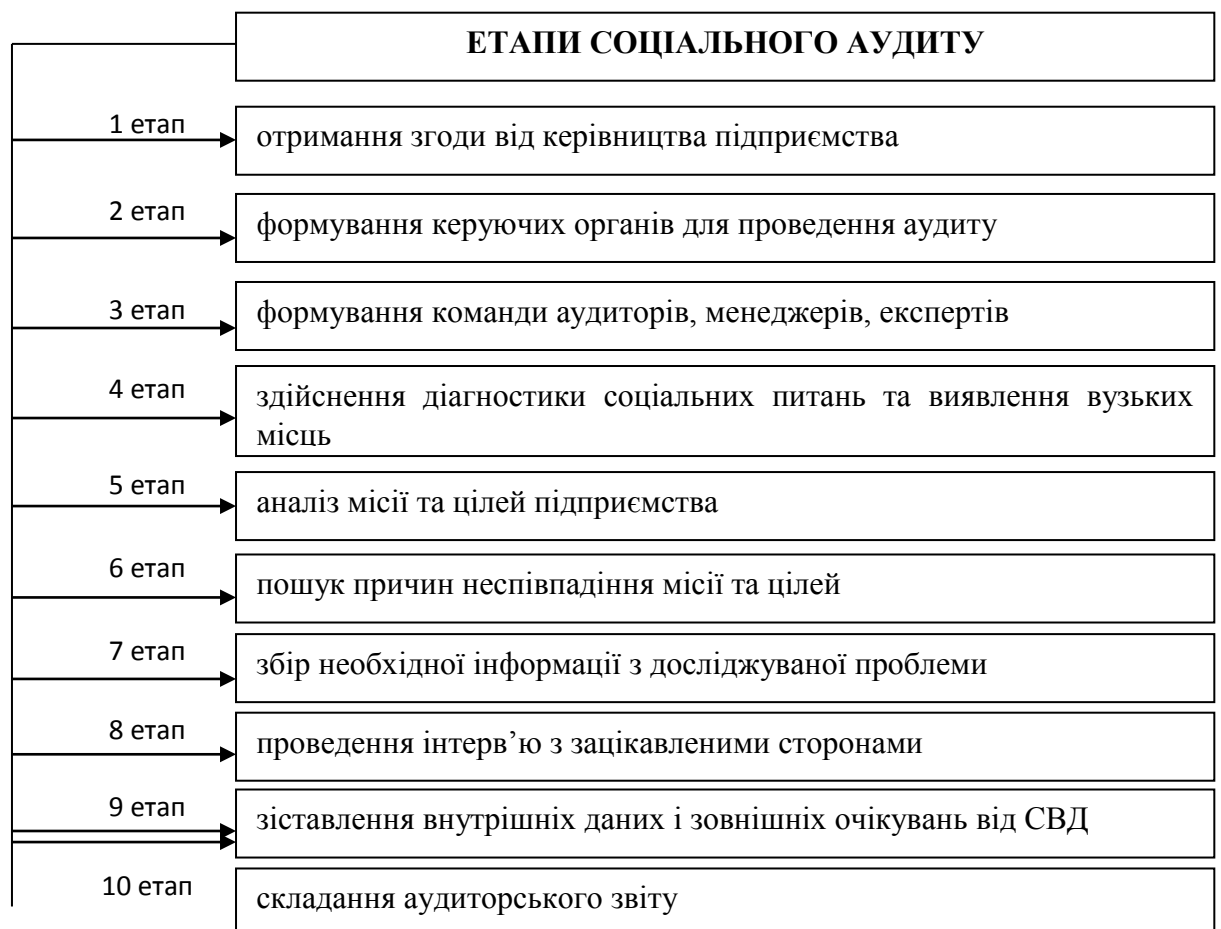 ЕТАПИ СОЦІАЛЬНОГО АУДИТУ
1 етап
отримання згоди від керівництва підприємства
2 етап
формування керуючих органів для проведення аудиту
3 етап
формування команди аудиторів, менеджерів, експертів
4 етап
здійснення діагностики соціальних питань та виявлення вузьких
місць
5 етап
аналіз місії та цілей підприємства
6 етап
пошук причин неспівпадіння місії та цілей
7 етап
збір необхідної інформації з досліджуваної проблеми
8 етап
проведення інтерв’ю з зацікавленими сторонами
9 етап
зіставлення внутрішніх даних і зовнішніх очікувань від СВД
10 етап
складання аудиторського звіту